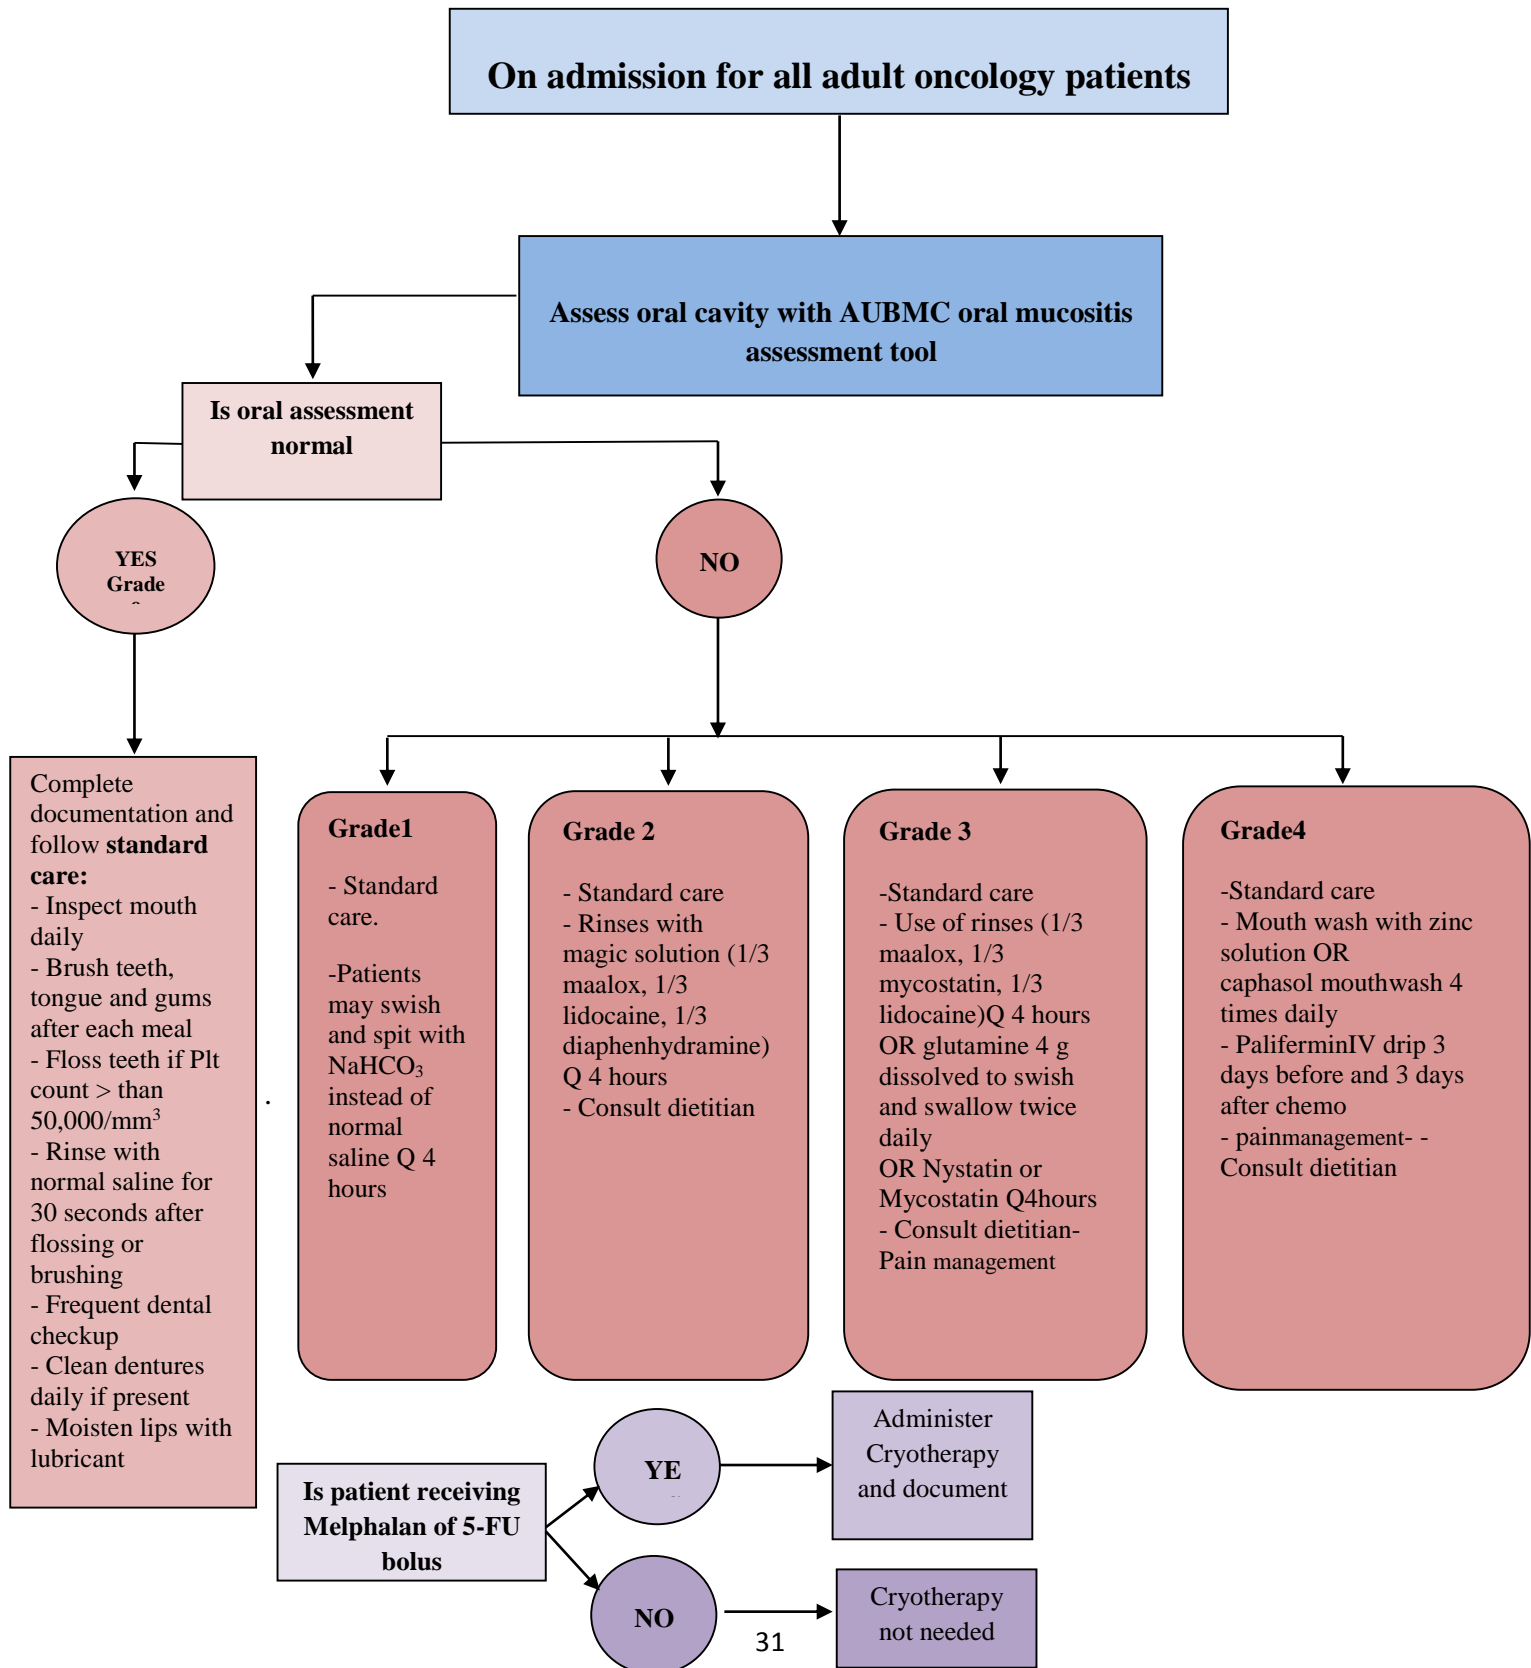 On admission for all adult oncology patients
Assess oral cavity with AUBMC oral mucositis
assessment tool
Is oral assessment
normal
YES
Grade
NO
Complete
documentation and
follow standard
care:
- Inspect mouth
daily
- Brush teeth,
tongue and gums
after each meal
- Floss teeth if Plt
count > than
50,000/mm³
- Rinse with
normal saline for
30 seconds after
flossing or
brushing
- Frequent dental
checkup
- Clean dentures
daily if present
- Moisten lips with
lubricant
.
Grade1
- Standard
care.
-Patients
may swish
and spit with
NaHCO₃
instead of
normal
saline Q 4
hours
Grade 2
- Standard care
- Rinses with
magic solution (1/3
maalox, 1/3
lidocaine, 1/3
diaphenhydramine)
Q 4 hours
- Consult dietitian
Grade 3
-Standard care
- Use of rinses (1/3
maalox, 1/3
mycostatin, 1/3
lidocaine)Q 4 hours
OR glutamine 4 g
dissolved to swish
and swallow twice
daily
OR Nystatin or
Mycostatin Q4hours
- Consult dietitian-
Pain management
Grade4
-Standard care
- Mouth wash with zinc
solution OR
caphasol mouthwash 4
times daily
- PaliferminIV drip 3
days before and 3 days
after chemo
- painmanagement- -
Consult dietitian
Is patient receiving
Melphalan of 5-FU
bolus
YE
Administer
Cryotherapy
and document
NO
Cryotherapy
not needed
31